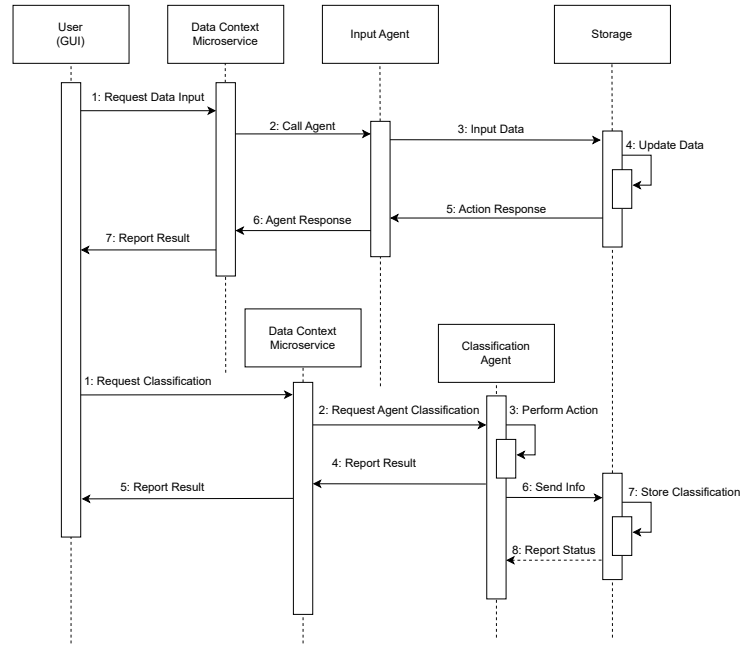 User
(GUI)
Data Context
Microservice
Input Agent
Storage
1: Request Data Input
2: Call Agent
3: Input Data
4: Update Data
5: Action Response
6: Agent Response
7: Report Result
Data Context
Microservice
Classification
Agent
1: Request Classification
2: Request Agent Classification
3: Perform Action
4: Report Result
5: Report Result
6: Send Info
7: Store Classification
8: Report Status